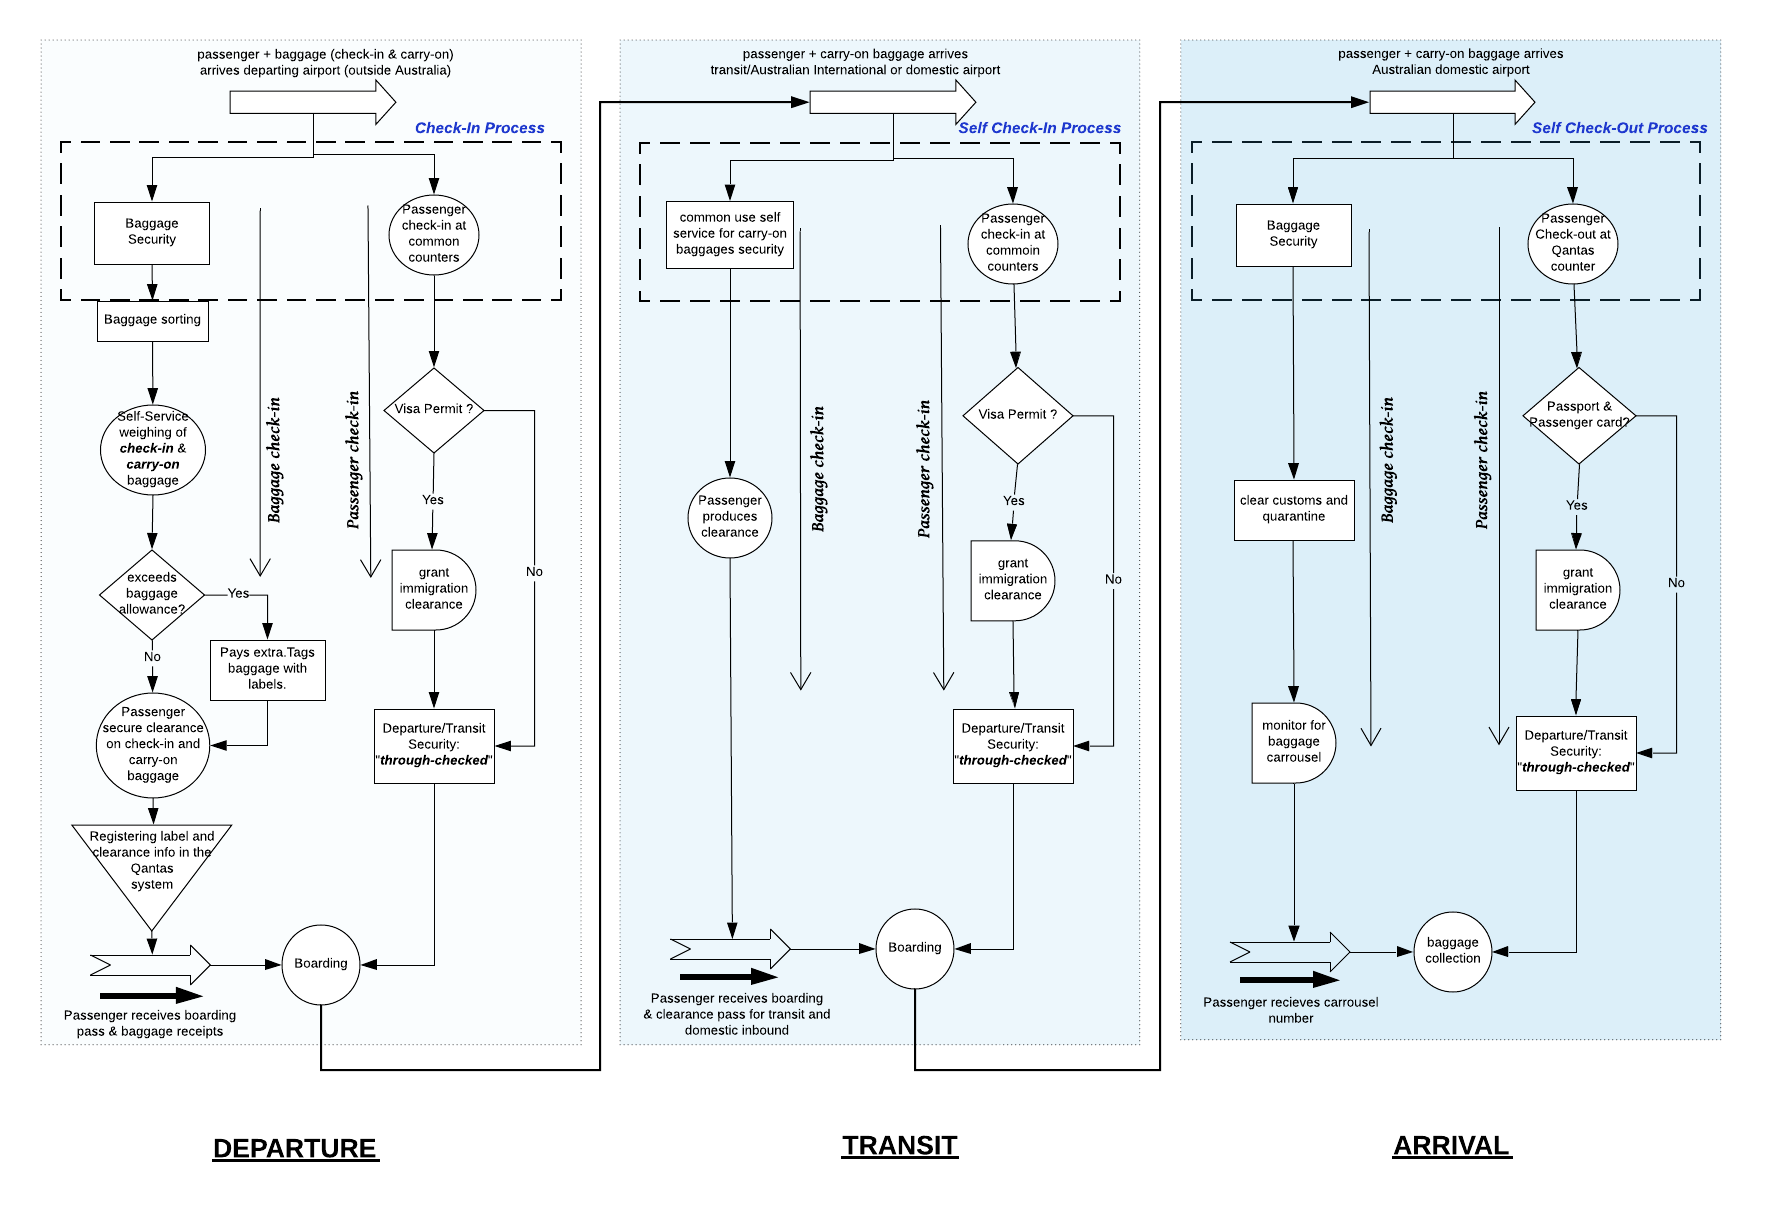 passenger + baggage (check-in & carry-on)
arrives departing airport (outside Australia)
Check-In Process
Baggage
Security
Passenger
check-in at
common
counters
Baggage sorting
Self-Service
weighing of
check-in &
carry-on
baggage
Baggage check-in
Passenger check-in
Visa Permit ?
Yes
No
grant
immigration
clearance
exceeds
baggage
allowance?
Yes
No
Pays extra.Tags
baggage with
labels.
Passenger
secure clearance
on check-in and
carry-on
baggage
Departure/Transit
Security:
"through-checked"
Registering label and
clearance info in the
Qantas
system
Boarding
Passenger receives boarding
pass & baggage receipts
DEPARTURE
passenger + carry-on baggage arrives
transit/Australian International or domestic airport
Self Check-In Process
common use self
service for carry-on
baggages security
Passenger
check-in at
commoin
counters
Baggage check-in
Passenger check-in
Visa Permit ?
Yes
No
Passenger
produces
clearance
grant
immigration
clearance
Departure/Transit
Security:
"through-checked"
Boarding
Passenger receives boarding
& clearance pass for transit and
domestic inbound
TRANSIT
passenger + carry-on baggage arrives
Australian domestic airport
Self Check-Out Process
Baggage
Security
Passenger
Check-out at
Qantas
counter
Baggage check-in
Passenger check-in
Passport &
Passenger card?
Yes
No
clear customs and
quarantine
grant
immigration
clearance
monitor for
baggage
carrousel
Departure/Transit
Security:
"through-checked"
baggage
collection
Passenger recieves carrousel
number
ARRIVAL